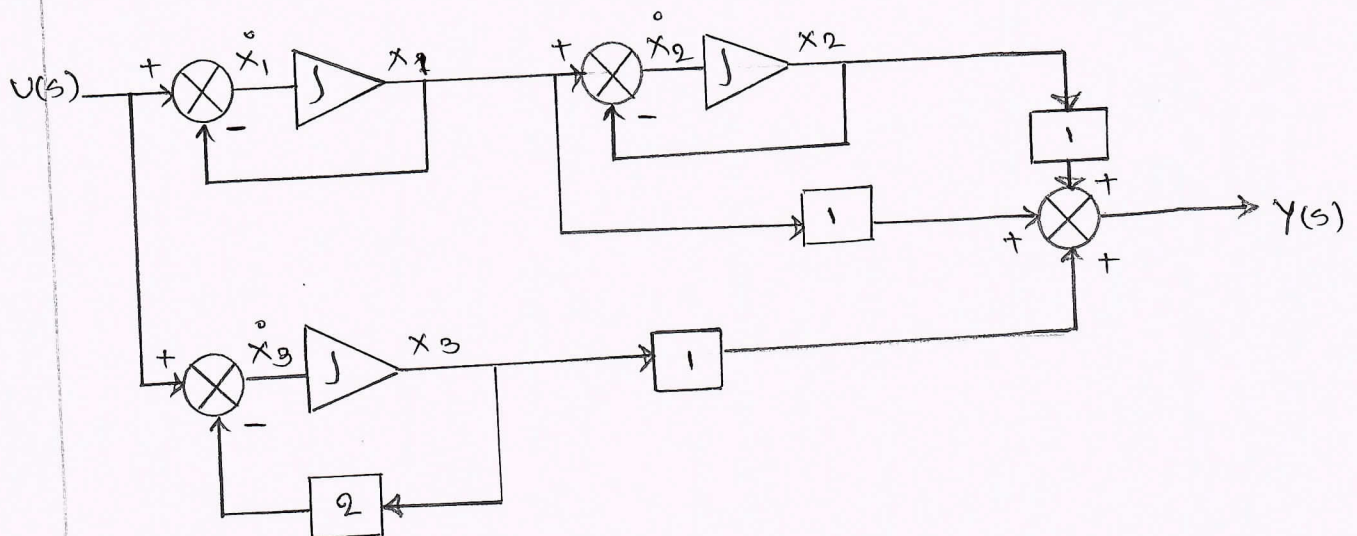 U(s) + ẋ1 ∫ x1 + ẋ2 ∫ x2
- -
1
1 + + Y(s)
+
+ ẋ3 ∫ x3 1
-
2